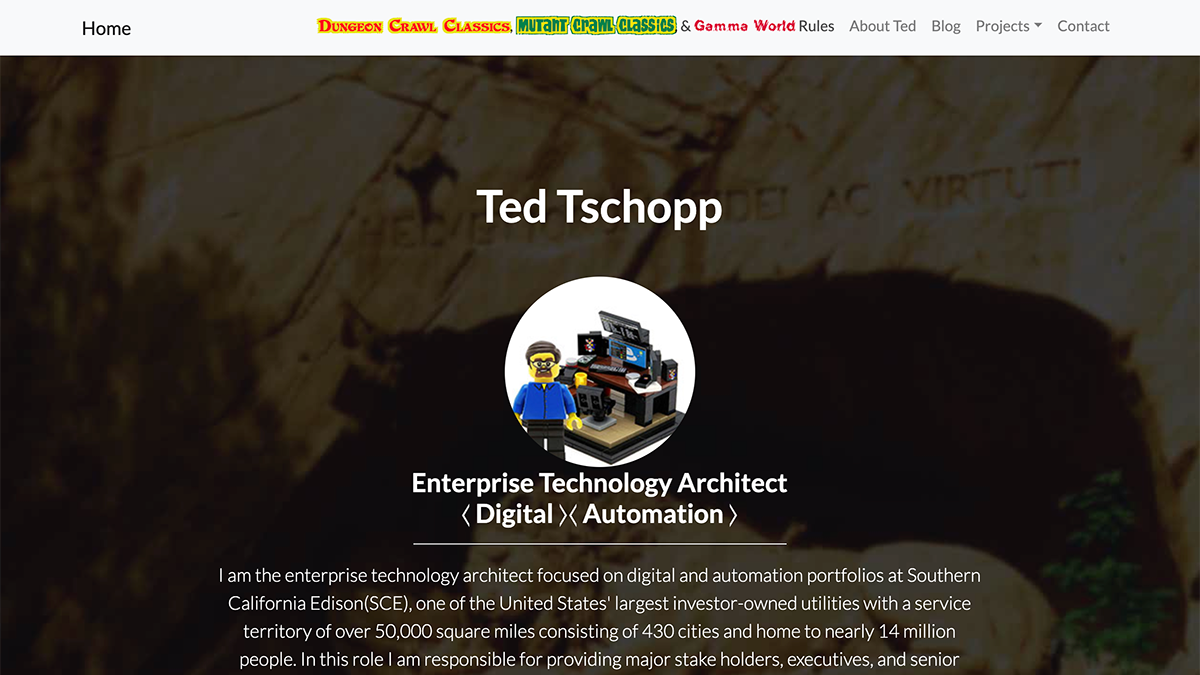 Home
Dungeon Crawl Classics, Mutant Crawl Classics, & Gamma World Rules About Ted Blog Projects Contact
Ted Tschopp
DEI AC VIRTUTI
Enterprise Technology Architect
〈 Digital 〉〈 Automation 〉
I am the enterprise technology architect focused on digital and automation portfolios at Southern
California Edison(SCE), one of the United States' largest investor-owned utilities with a service
territory of over 50,000 square miles consisting of 430 cities and home to nearly 14 million
people. In this role I am responsible for providing major stake holders, executives, and senior